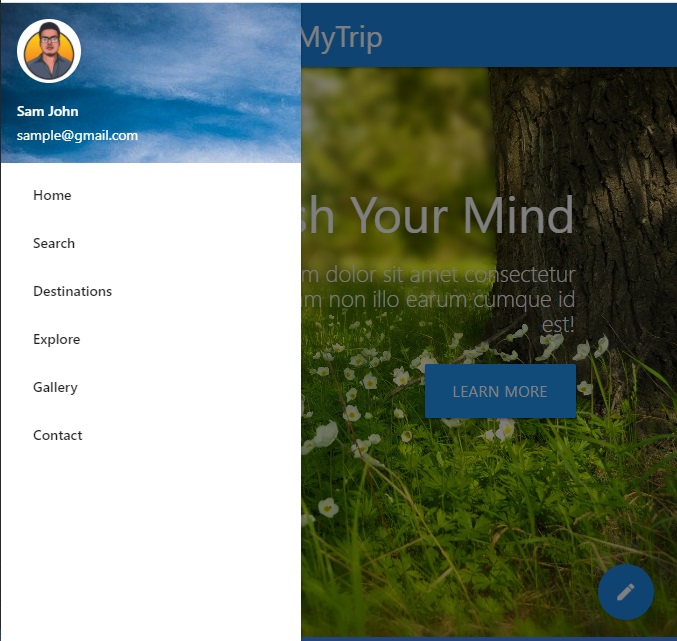 MyTrip
Sam John
sample@gmail.com
Home
Search
Destinations
Explore
Gallery
Contact
Your Mind
dolor sit amet consectetur
non illo earum cumque id
est!
LEARN MORE